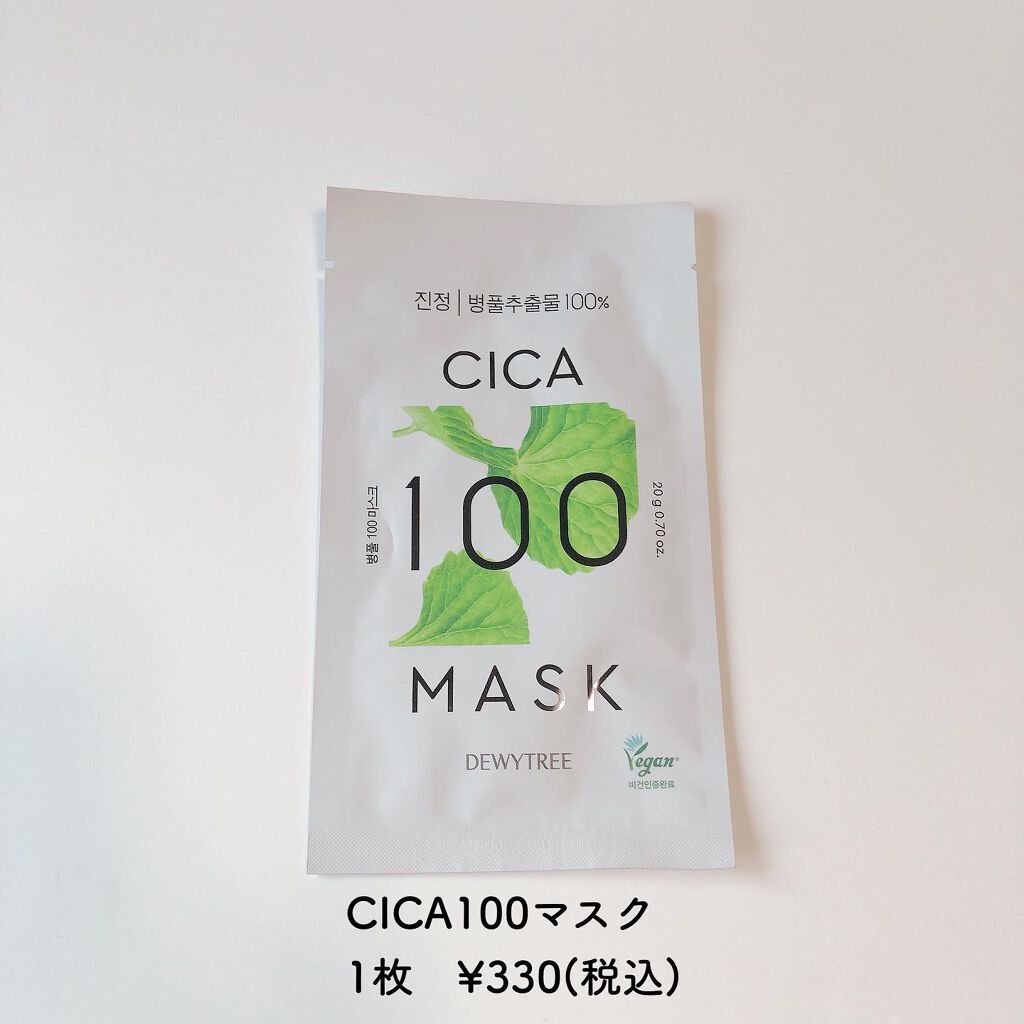 진정 | 병풀추출물 100%
CICA
100
병풀 100 마스크
20 g 0.70 oz.
MASK
DEWYTREE
Vegan®
비건인증완료
CICA100マスク
1枚　¥330(税込)